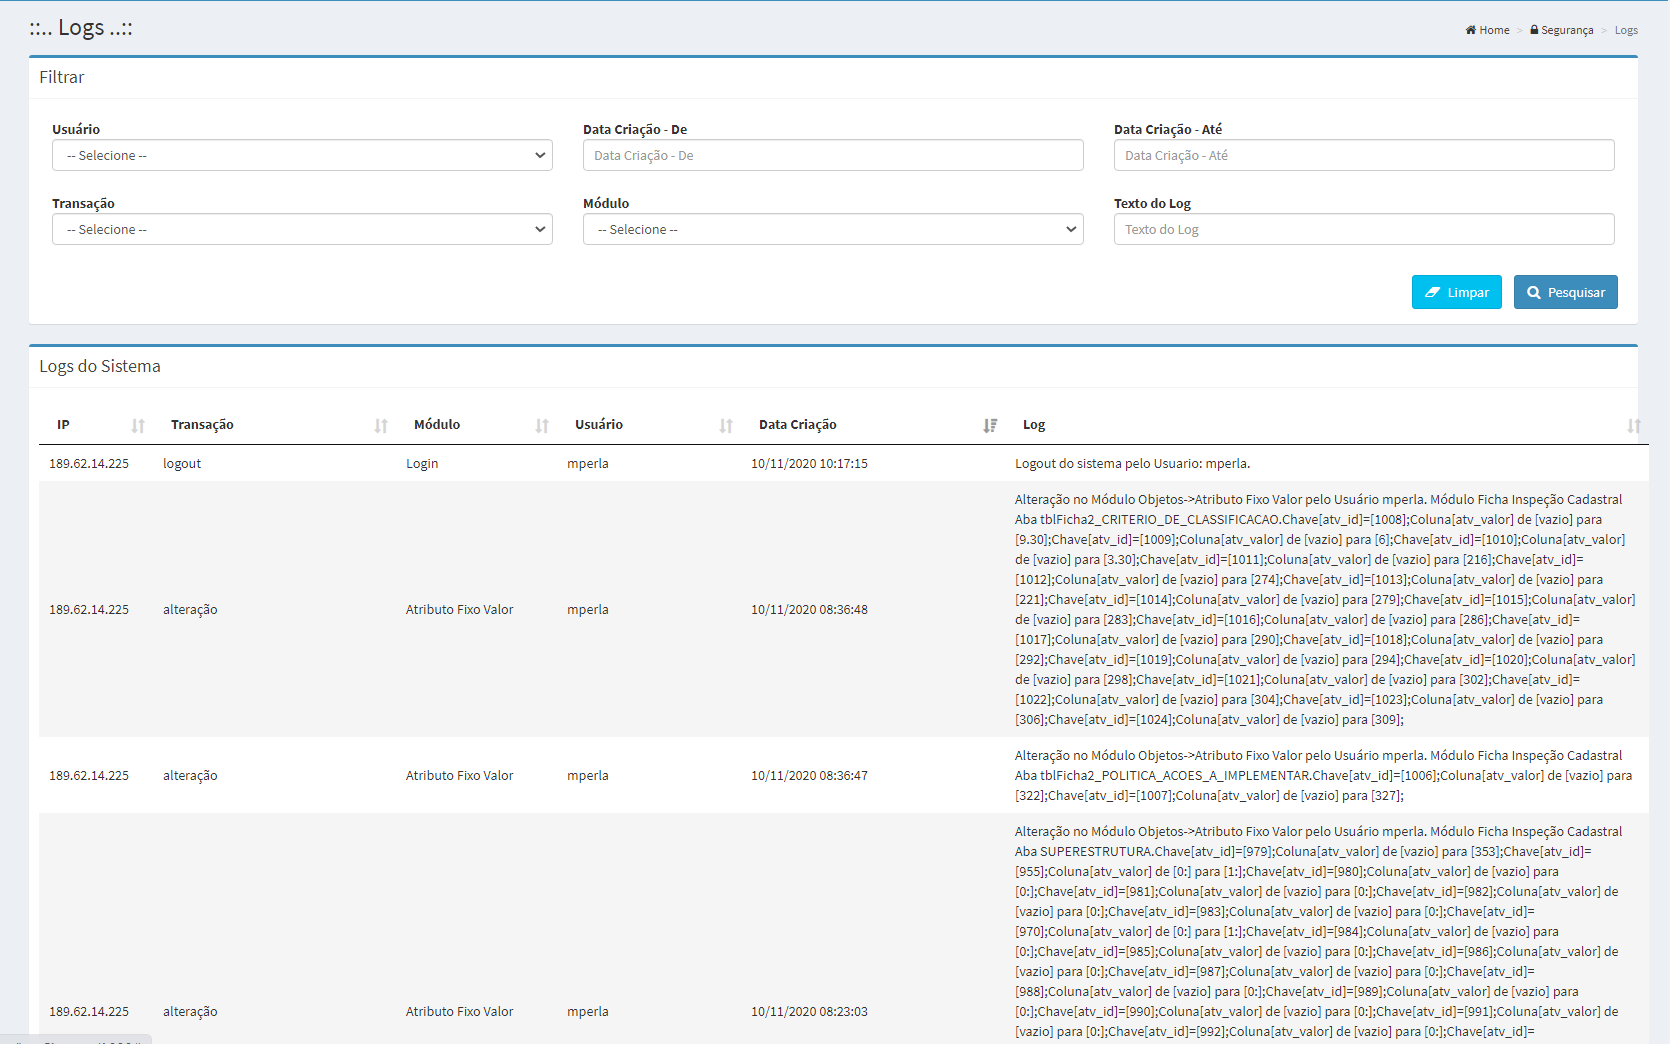 ::.. Logs ..::
Home > Segurança > Logs
Filtrar
Usuário Data Criação - De Data Criação - Até
-- Selecione -- Data Criação - De Data Criação - Até
Transação Módulo Texto do Log
-- Selecione -- -- Selecione -- Texto do Log
Limpar Pesquisar
Logs do Sistema
IP Transação Módulo Usuário Data Criação Log
189.62.14.225 logout Login mperla 10/11/2020 10:17:15 Logout do sistema pelo Usuario: mperla.
Alteração no Módulo Objetos->Atributo Fixo Valor pelo Usuário mperla. Módulo Ficha Inspeção Cadastral
Aba tblFicha2_CRITERIO_DE_CLASSIFICACAO.Chave[atv_id]=[1008];Coluna[atv_valor] de [vazio] para
[9.30];Chave[atv_id]=[1009];Coluna[atv_valor] de [vazio] para [6];Chave[atv_id]=[1010];Coluna[atv_valor]
de [vazio] para [3.30];Chave[atv_id]=[1011];Coluna[atv_valor] de [vazio] para [216];Chave[atv_id]=
[1012];Coluna[atv_valor] de [vazio] para [274];Chave[atv_id]=[1013];Coluna[atv_valor] de [vazio] para
189.62.14.225 alteração Atributo Fixo Valor mperla 10/11/2020 08:36:48 [221];Chave[atv_id]=[1014];Coluna[atv_valor] de [vazio] para [279];Chave[atv_id]=[1015];Coluna[atv_valor]
de [vazio] para [283];Chave[atv_id]=[1016];Coluna[atv_valor] de [vazio] para [286];Chave[atv_id]=
[1017];Coluna[atv_valor] de [vazio] para [290];Chave[atv_id]=[1018];Coluna[atv_valor] de [vazio] para
[292];Chave[atv_id]=[1019];Coluna[atv_valor] de [vazio] para [294];Chave[atv_id]=[1020];Coluna[atv_valor]
de [vazio] para [298];Chave[atv_id]=[1021];Coluna[atv_valor] de [vazio] para [302];Chave[atv_id]=
[1022];Coluna[atv_valor] de [vazio] para [304];Chave[atv_id]=[1023];Coluna[atv_valor] de [vazio] para
[306];Chave[atv_id]=[1024];Coluna[atv_valor] de [vazio] para [309];
Alteração no Módulo Objetos->Atributo Fixo Valor pelo Usuário mperla. Módulo Ficha Inspeção Cadastral
189.62.14.225 alteração Atributo Fixo Valor mperla 10/11/2020 08:36:47 Aba tblFicha2_POLITICA_ACOES_A_IMPLEMENTAR.Chave[atv_id]=[1006];Coluna[atv_valor] de [vazio] para
[322];Chave[atv_id]=[1007];Coluna[atv_valor] de [vazio] para [327];
Alteração no Módulo Objetos->Atributo Fixo Valor pelo Usuário mperla. Módulo Ficha Inspeção Cadastral
Aba SUPERESTRUTURA.Chave[atv_id]=[979];Coluna[atv_valor] de [vazio] para [353];Chave[atv_id]=
[955];Coluna[atv_valor] de [0:] para [1:];Chave[atv_id]=[980];Coluna[atv_valor] de [vazio] para
[0:];Chave[atv_id]=[981];Coluna[atv_valor] de [vazio] para [0:];Chave[atv_id]=[982];Coluna[atv_valor] de
[vazio] para [0:];Chave[atv_id]=[983];Coluna[atv_valor] de [vazio] para [0:];Chave[atv_id]=
[970];Coluna[atv_valor] de [0:] para [1:];Chave[atv_id]=[984];Coluna[atv_valor] de [vazio] para
[0:];Chave[atv_id]=[985];Coluna[atv_valor] de [vazio] para [0:];Chave[atv_id]=[986];Coluna[atv_valor] de
[vazio] para [0:];Chave[atv_id]=[987];Coluna[atv_valor] de [vazio] para [0:];Chave[atv_id]=
[988];Coluna[atv_valor] de [vazio] para [0:];Chave[atv_id]=[989];Coluna[atv_valor] de [vazio] para
189.62.14.225 alteração Atributo Fixo Valor mperla 10/11/2020 08:23:03 [0:];Chave[atv_id]=[990];Coluna[atv_valor] de [vazio] para [0:];Chave[atv_id]=[991];Coluna[atv_valor] de
[vazio] para [0:];Chave[atv_id]=[992];Coluna[atv_valor] de [vazio] para [0:];Chave[atv_id]=